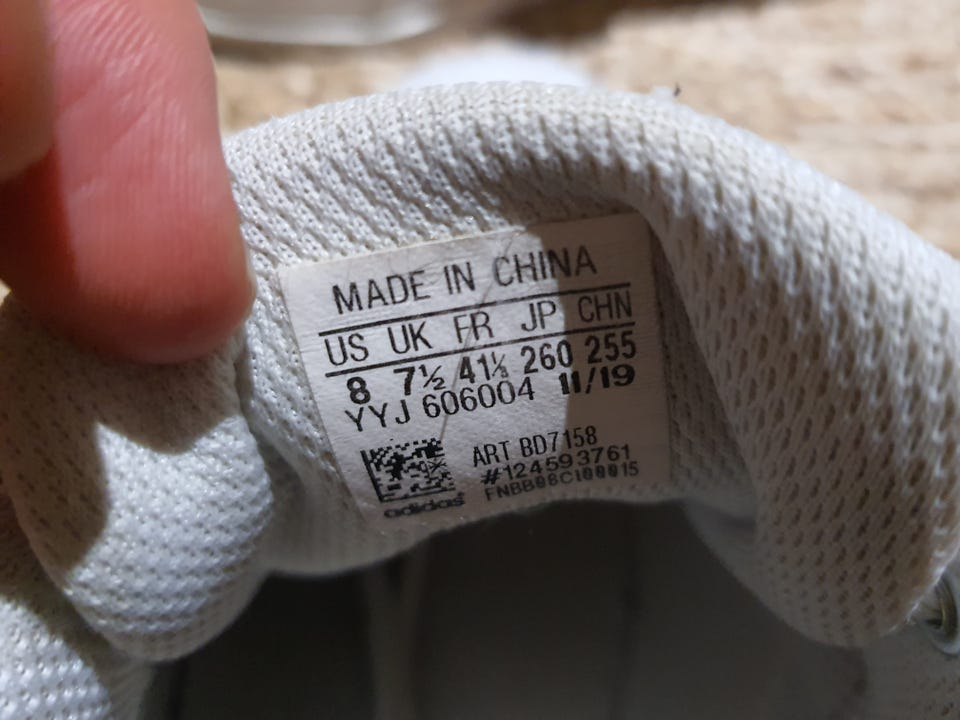 MADE IN CHINA
US UK FR JP CHN
8 7½ 41⅓ 260 255
YYJ 606004 11/19
ART BD7158
#124593761
FNBB08C100015
adidas